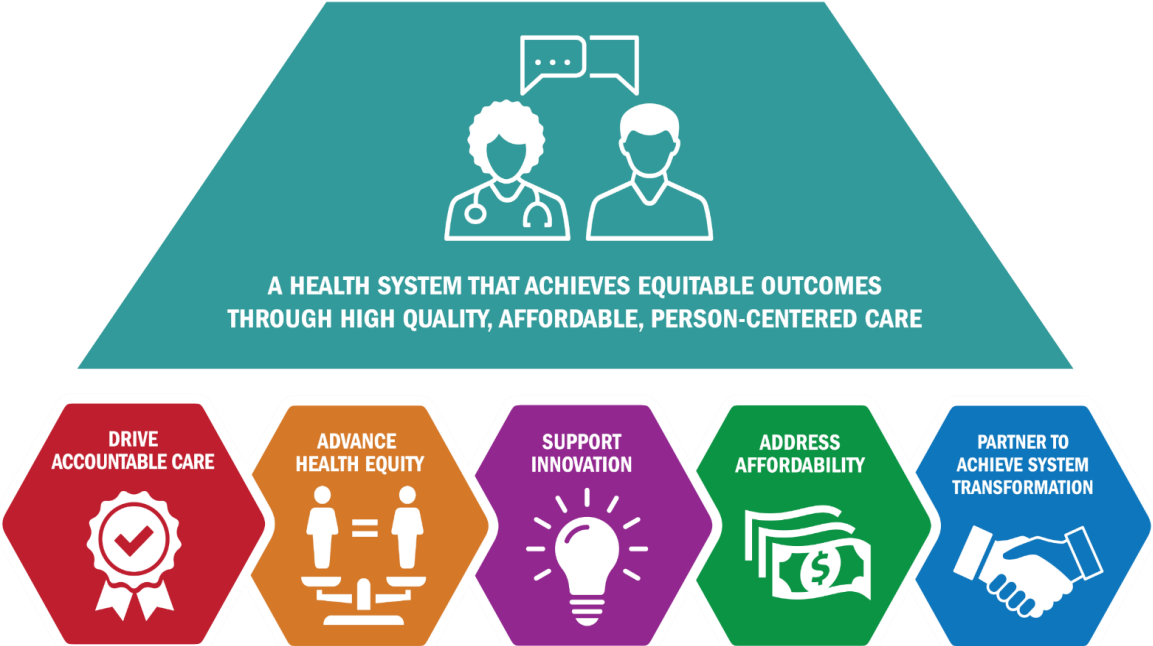 A HEALTH SYSTEM THAT ACHIEVES EQUITABLE OUTCOMES
THROUGH HIGH QUALITY, AFFORDABLE, PERSON-CENTERED CARE
DRIVE
ACCOUNTABLE CARE
ADVANCE
HEALTH EQUITY
SUPPORT
INNOVATION
ADDRESS
AFFORDABILITY
$
PARTNER TO
ACHIEVE SYSTEM
TRANSFORMATION